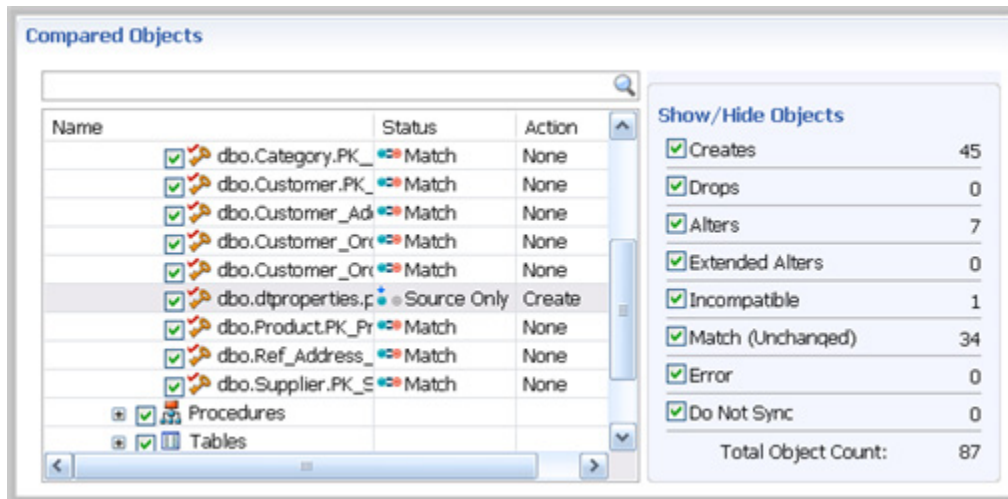 Compared Objects
Name Status Action
dbo.Category.PK_ Match None
dbo.Customer.PK_ Match None
dbo.Customer_Ad Match None
dbo.Customer_Or Match None
dbo.Customer_Or Match None
dbo.dtproperties.p Source Only Create
dbo.Product.PK_Pr Match None
dbo.Ref_Address_ Match None
dbo.Supplier.PK_S Match None
Procedures
Tables
Show/Hide Objects
Creates 45
Drops 0
Alters 7
Extended Alters 0
Incompatible 1
Match (Unchanged) 34
Error 0
Do Not Sync 0
Total Object Count: 87